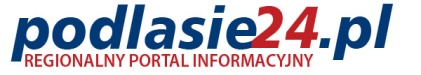 podlasie24.pl
REGIONALNY PORTAL INFORMACYJNY